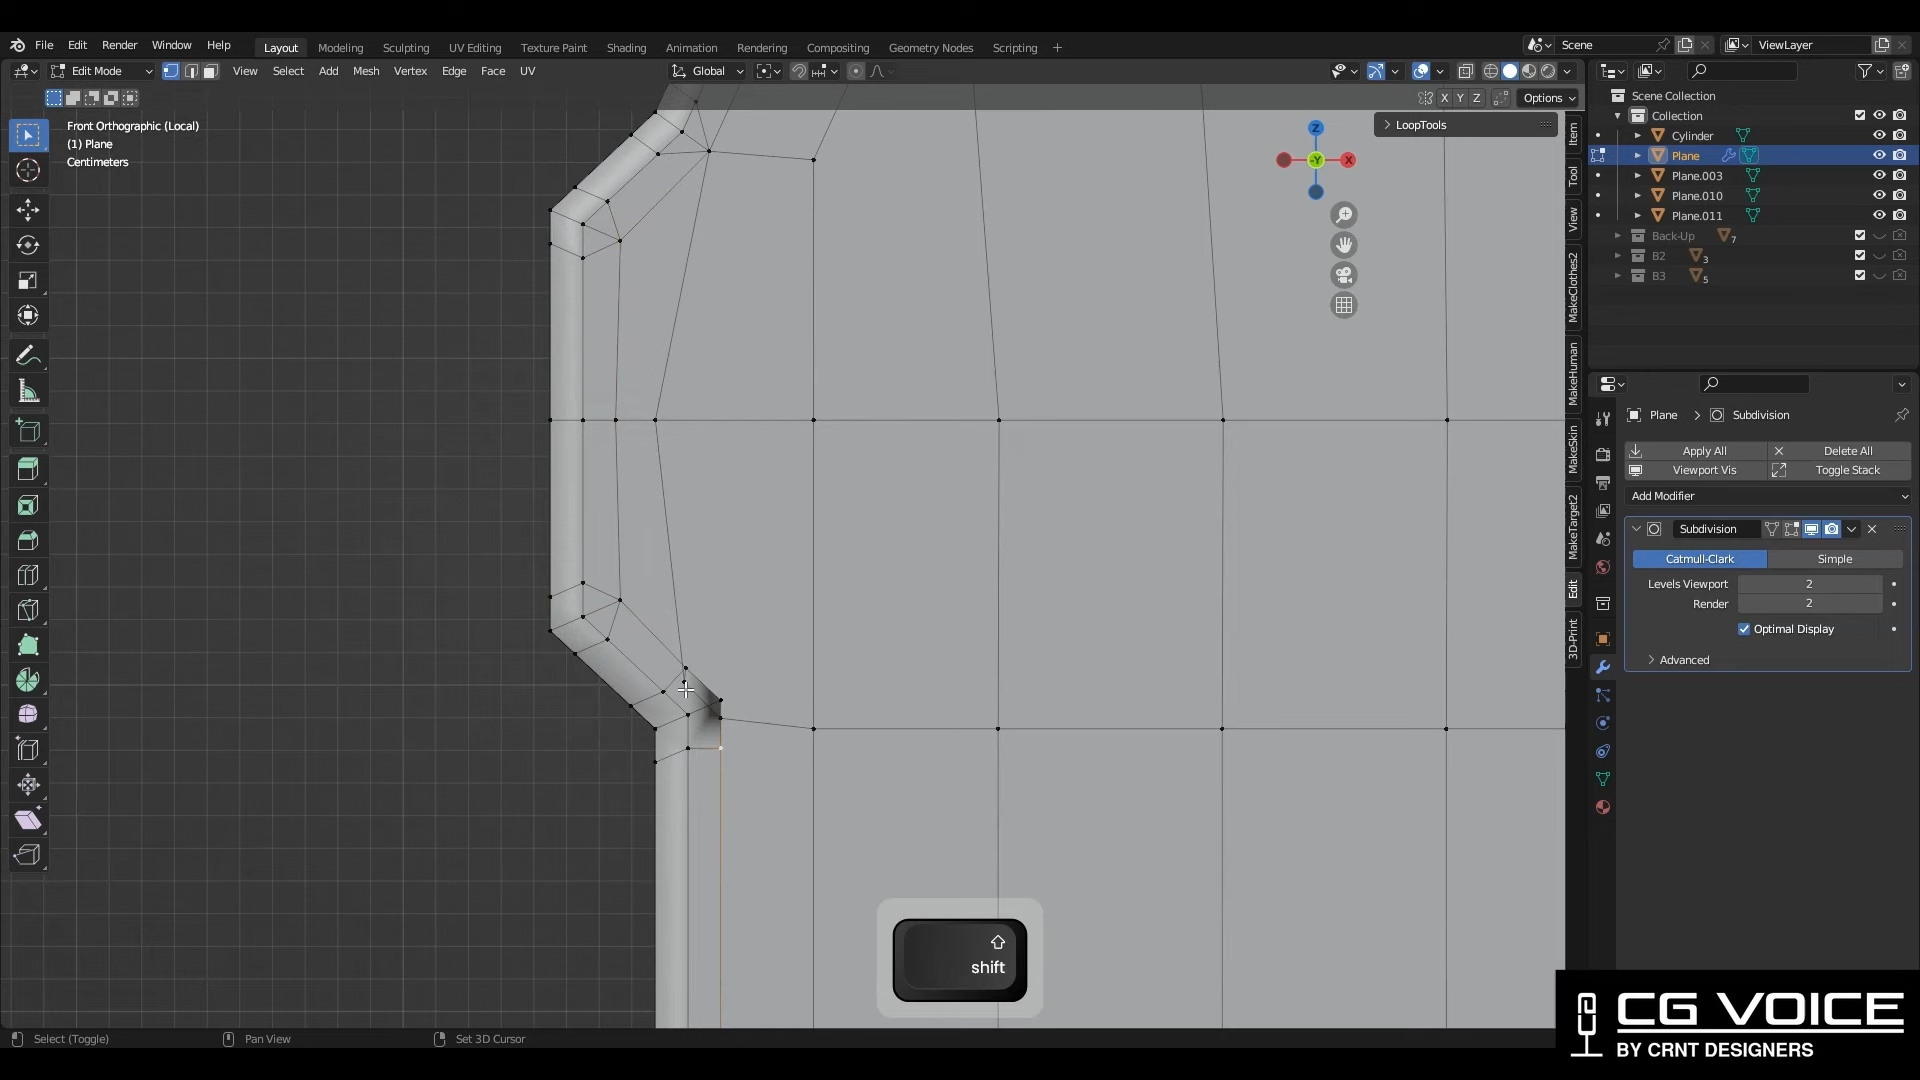 File Edit Render Window Help Layout Modeling Sculpting UV Editing Texture Paint Shading Animation Rendering Compositing Geometry Nodes Scripting + Scene ViewLayer
Edit Mode View Select Add Mesh Vertex Edge Face UV Global
X Y Z Options
Front Orthographic (Local)
(1) Plane
Centimeters
LoopTools
Z
-Y
X
Item
Tool
View
MakeClothes2
MakeHuman
MakeSkin
MakeTarget2
Edit
3D-Print
Scene Collection
Collection
Cylinder
Plane
Plane.003
Plane.010
Plane.011
Back-Up 7
B2 3
B3 5
Plane > Subdivision
Apply All Delete All
Viewport Vis Toggle Stack
Add Modifier
Subdivision
Catmull-Clark Simple
Levels Viewport 2
Render 2
Optimal Display
Advanced
shift
Select (Toggle) Pan View Set 3D Cursor
CG VOICE
BY CRNT DESIGNERS